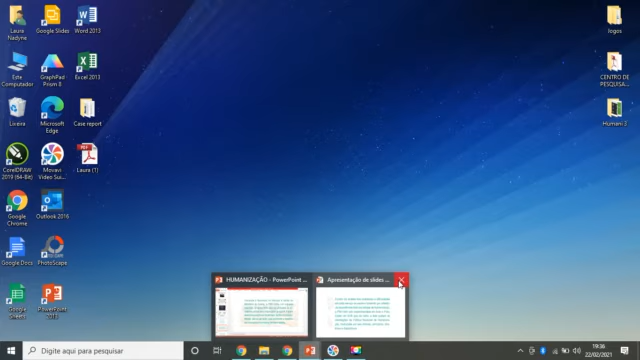 Laura
Nadyne
Google Slides
Word 2013
Este
Computador
GraphPad
Prism 8
Excel 2013
Lixeira
Microsoft
Edge
Case report
CorelDRAW
2019 (64-Bit)
Movavi
Video Sui...
Laura (1)
Google
Chrome
Outlook 2016
Google Docs
PhotoScape
Google
Sheets
PowerPoint
2013
Jogos
CENTRO DE
PESQUISA...
Humani 3
HUMANIZAÇÃO - PowerPoint ...
Apresentação de slides ...
Digite aqui para pesquisar
19:36
22/02/2021